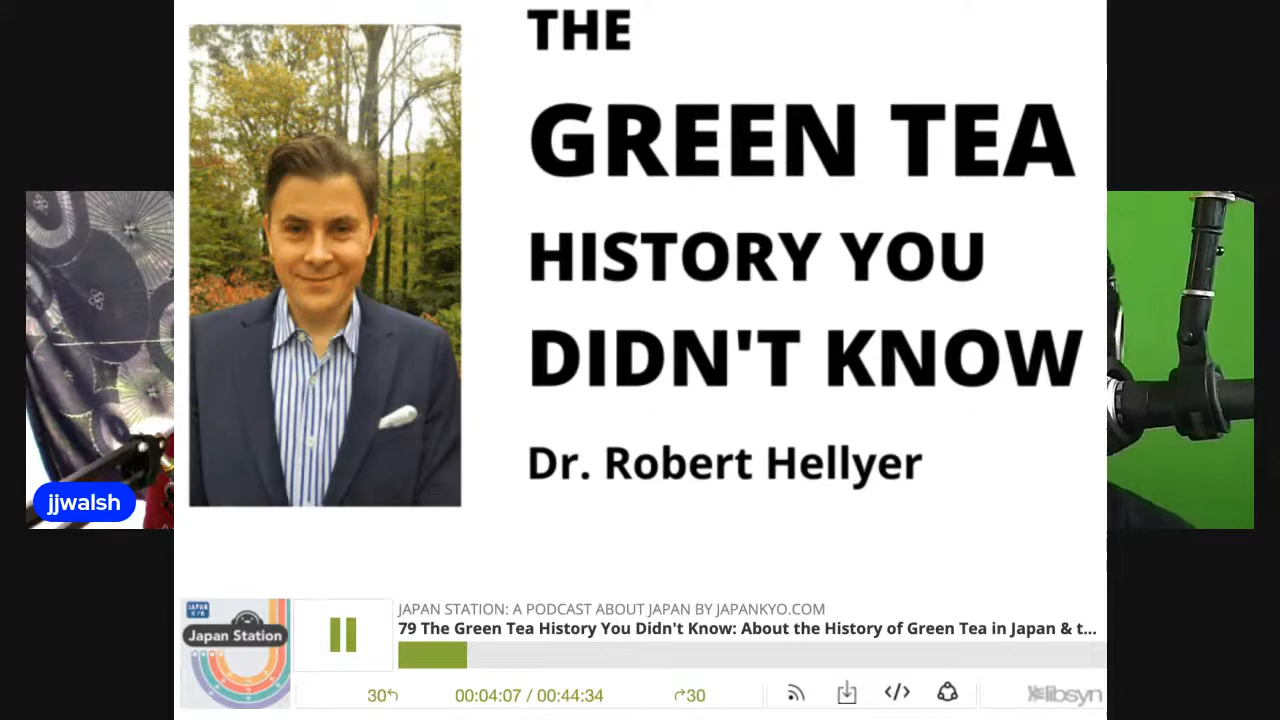 THE
GREEN TEA
HISTORY YOU
DIDN'T KNOW
Dr. Robert Hellyer
jjwalsh
JAPAN
Japan Station
JAPAN STATION: A PODCAST ABOUT JAPAN BY JAPANKYO.COM
79 The Green Tea History You Didn't Know: About the History of Green Tea in Japan & t...
30
00:04:07 / 00:44:34
30
</>
libsyn